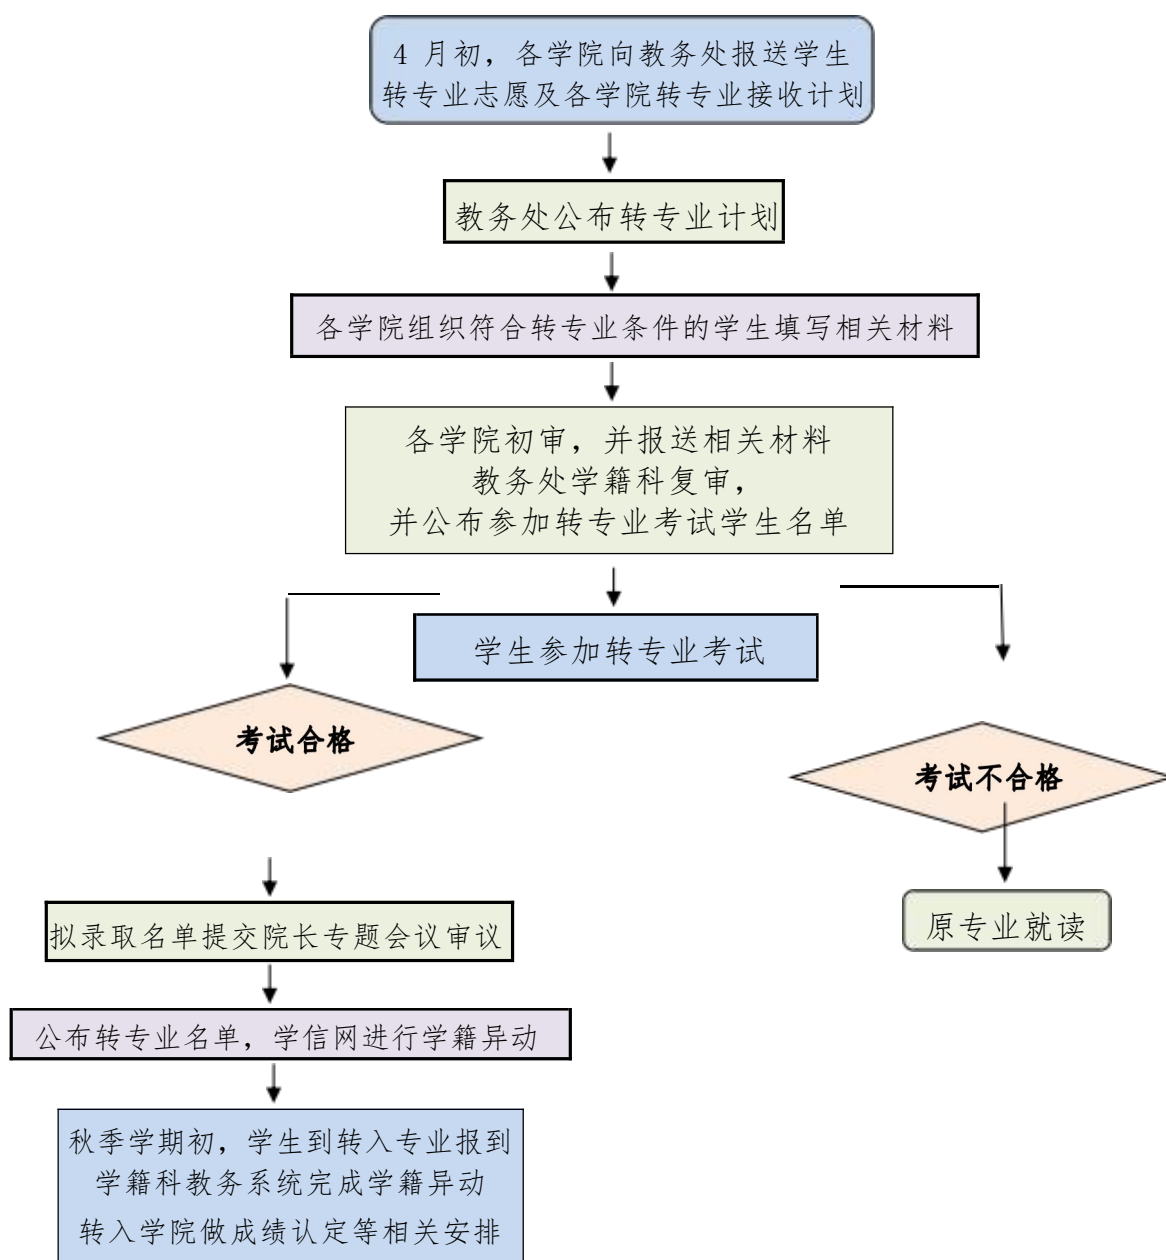 4 月初，各学院向教务处报送学生
转专业志愿及各学院转专业接收计划
教务处公布转专业计划
各学院组织符合转专业条件的学生填写相关材料
各学院初审，并报送相关材料
教务处学籍科复审，
并公布参加转专业考试学生名单
学生参加转专业考试
考试合格
考试不合格
拟录取名单提交院长专题会议审议
原专业就读
公布转专业名单，学信网进行学籍异动
秋季学期初，学生到转入专业报到
学籍科教务系统完成学籍异动
转入学院做成绩认定等相关安排